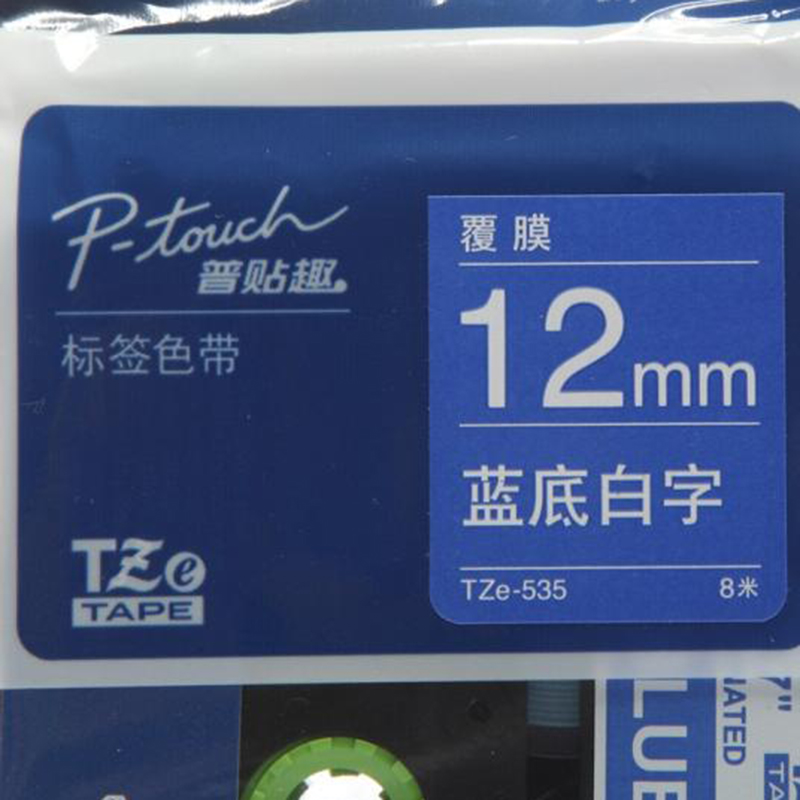 P-touch
普贴趣
标签色带
TZe
TAPE
覆膜
12mm
蓝底白字
TZe-535
8米